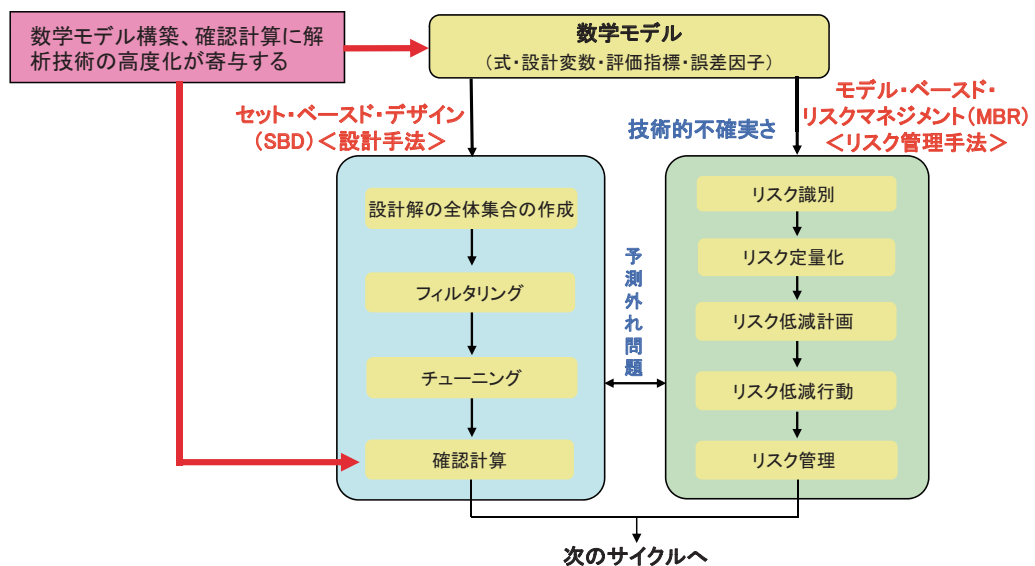 数学モデル構築、確認計算に解
析技術の高度化が寄与する
数学モデル
（式・設計変数・評価指標・誤差因子）
セット・ベースド・デザイン
（SBD）＜設計手法＞
技術的不確実さ
モデル・ベースド・
リスクマネジメント（MBR）
＜リスク管理手法＞
設計解の全体集合の作成
フィルタリング
チューニング
確認計算
予測外れ問題
リスク識別
リスク定量化
リスク低減計画
リスク低減行動
リスク管理
次のサイクルへ